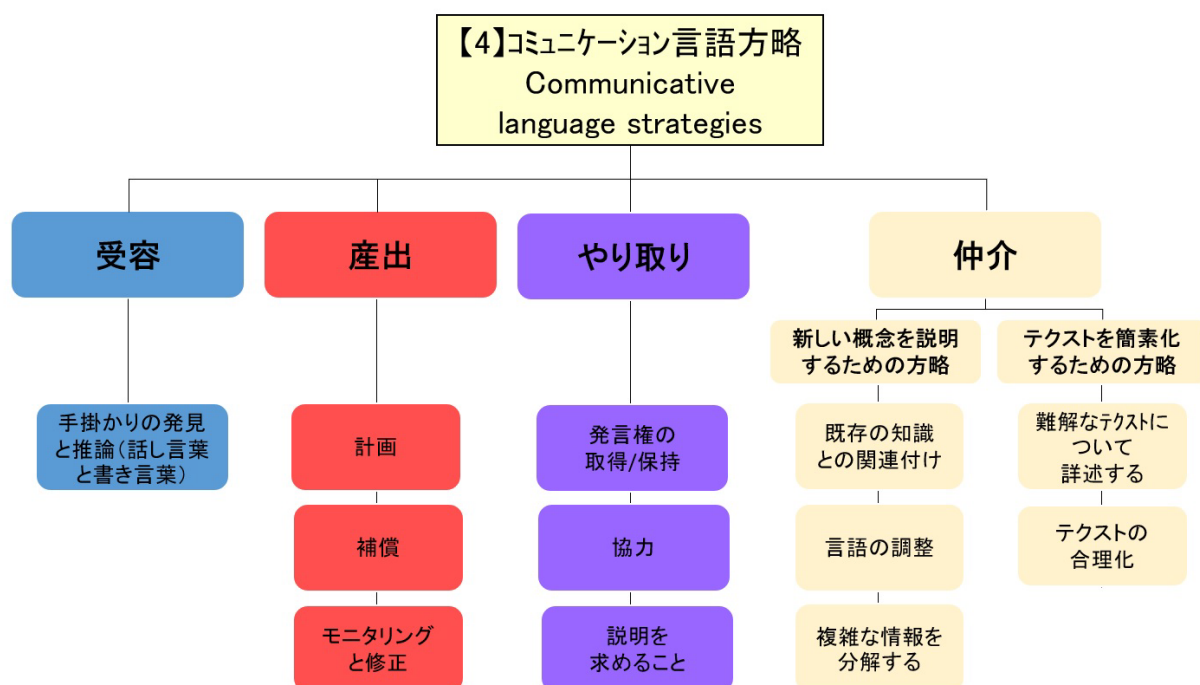 【4】コミュニケーション言語方略
Communicative
language strategies
受容
産出
やり取り
仲介
新しい概念を説明
するための方略
テクストを簡素化
するための方略
手掛かりの発見
と推論(話し言葉
と書き言葉)
計画
発言権の
取得/保持
既存の知識
との関連付け
難解なテクストに
ついて
詳述する
補償
協力
言語の調整
テクストの
合理化
モニタリング
と修正
説明を
求めること
複雑な情報を
分解する